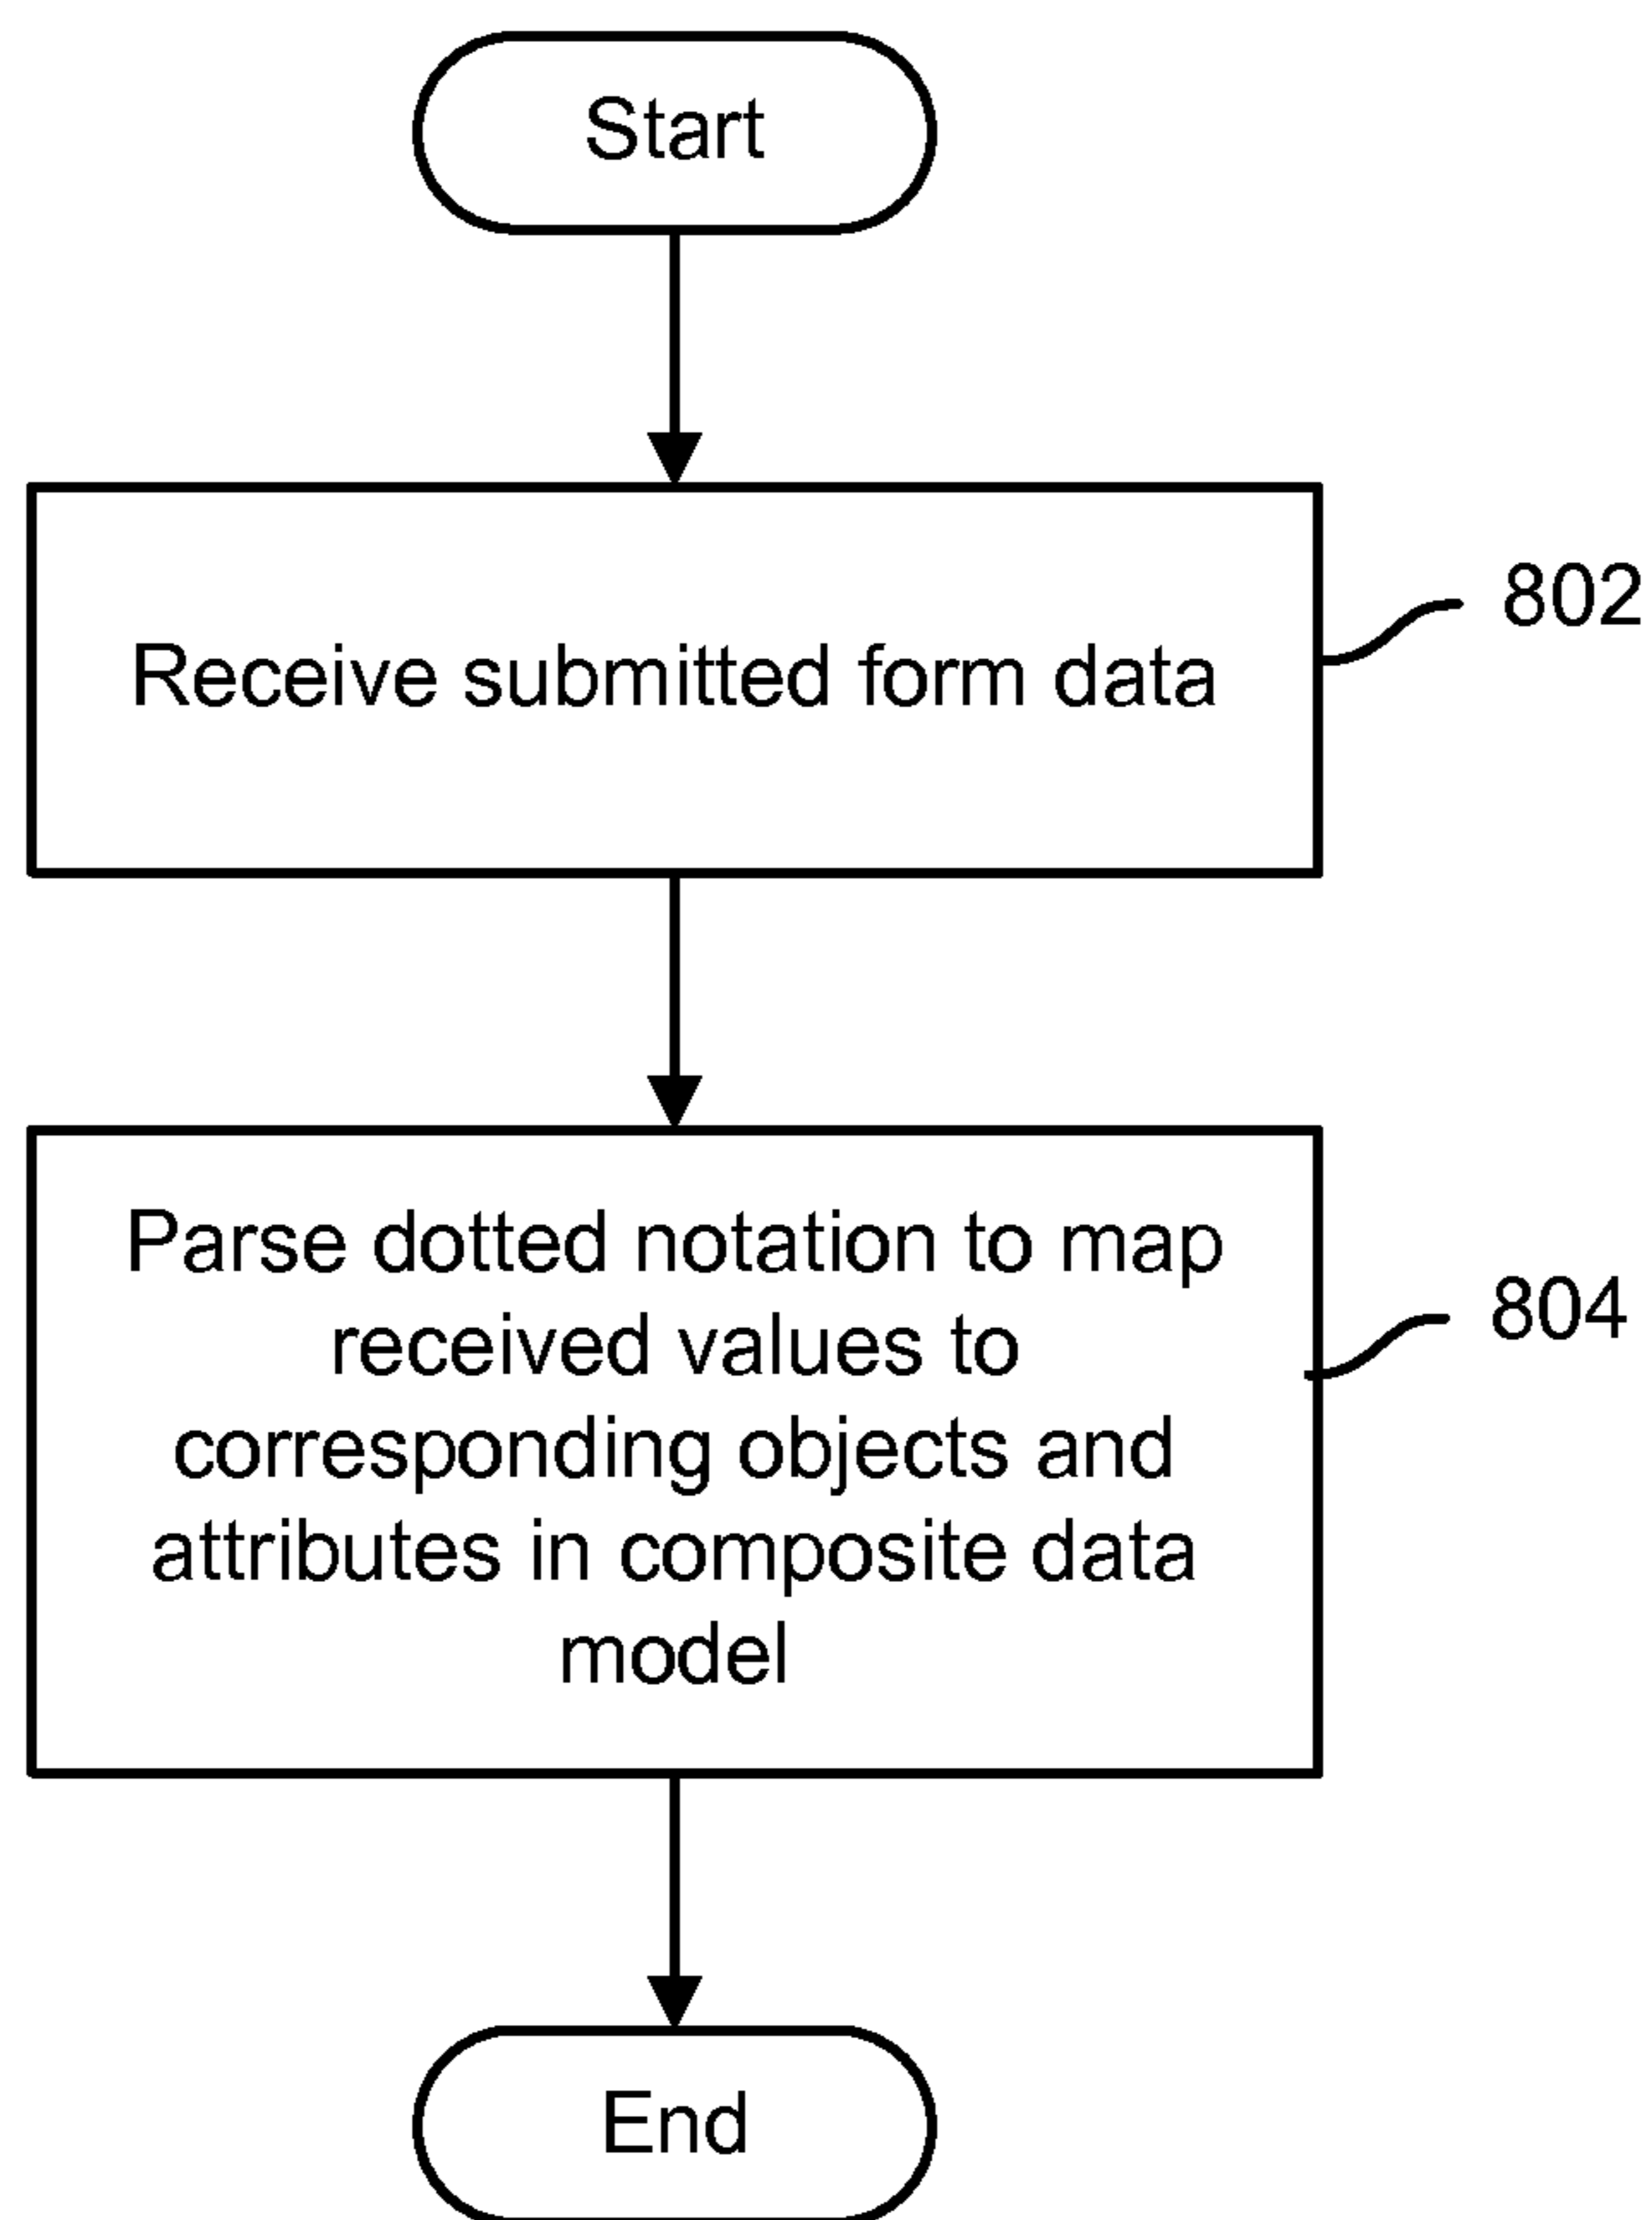 Start
Receive submitted form data
802
Parse dotted notation to map
received values to
corresponding objects and
attributes in composite data
model
804
End